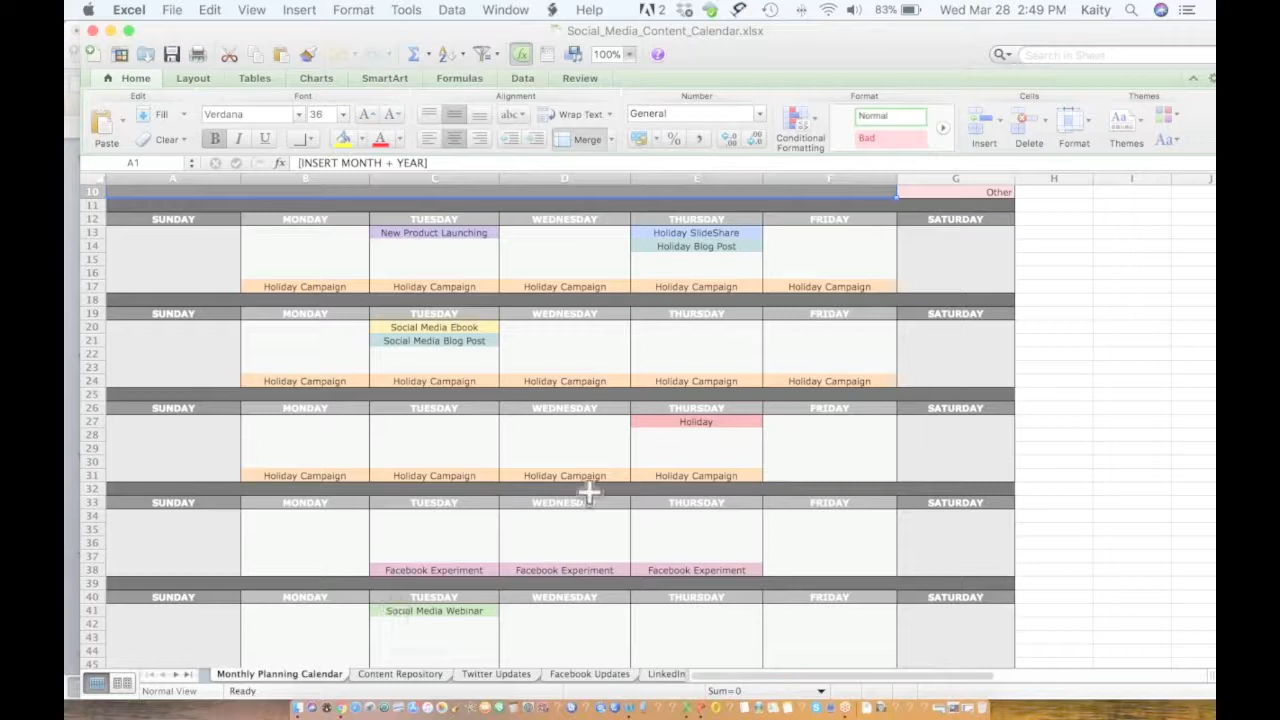 Excel File Edit View Insert Format Tools Data Window Help 2 83% Wed Mar 28 2:49 PM Kaity
Social_Media_Content_Calendar.xlsx
100% Search in Sheet
Home Layout Tables Charts SmartArt Formulas Data Review
Edit Font Alignment Number Format Cells Themes
Fill Verdana 36 A A abc Wrap Text General Normal
Paste Clear B I U A Merge % Conditional Formatting Bad Insert Delete Format Themes Aa
A1 fx [INSERT MONTH + YEAR]
A B C D E F G H I J
10 Other
11
12 SUNDAY MONDAY TUESDAY WEDNESDAY THURSDAY FRIDAY SATURDAY
13 New Product Launching Holiday SlideShare
14 Holiday Blog Post
15
16
17 Holiday Campaign Holiday Campaign Holiday Campaign Holiday Campaign Holiday Campaign
18
19 SUNDAY MONDAY TUESDAY WEDNESDAY THURSDAY FRIDAY SATURDAY
20 Social Media Ebook
21 Social Media Blog Post
22
23
24 Holiday Campaign Holiday Campaign Holiday Campaign Holiday Campaign Holiday Campaign
25
26 SUNDAY MONDAY TUESDAY WEDNESDAY THURSDAY FRIDAY SATURDAY
27 Holiday
28
29
30
31 Holiday Campaign Holiday Campaign Holiday Campaign Holiday Campaign
32
33 SUNDAY MONDAY TUESDAY WEDNESDAY THURSDAY FRIDAY SATURDAY
34
35
36
37
38 Facebook Experiment Facebook Experiment Facebook Experiment
39
40 SUNDAY MONDAY TUESDAY WEDNESDAY THURSDAY FRIDAY SATURDAY
41 Social Media Webinar
42
43
44
45
Monthly Planning Calendar Content Repository Twitter Updates Facebook Updates LinkedIn
Normal View Ready Sum=0